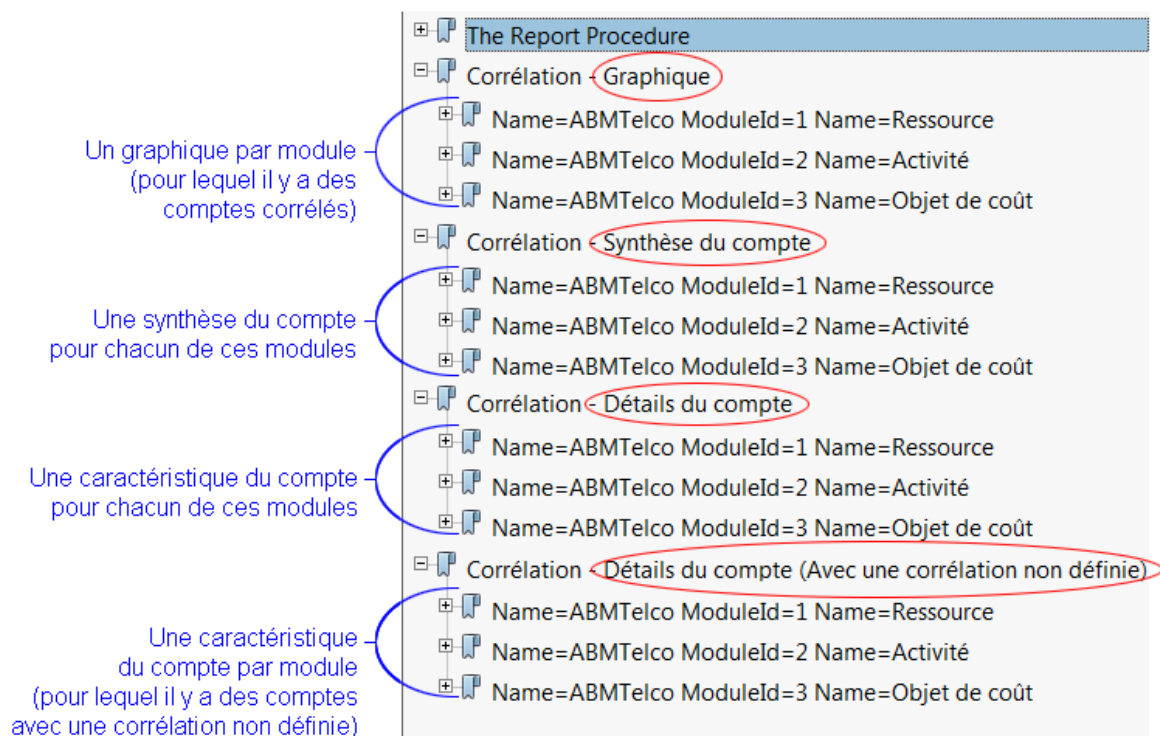 The Report Procedure
Corrélation - Graphique
Name=ABMTelco ModuleId=1 Name=Ressource
Name=ABMTelco ModuleId=2 Name=Activité
Name=ABMTelco ModuleId=3 Name=Objet de coût
Un graphique par module
(pour lequel il y a des
comptes corrélés)
Corrélation - Synthèse du compte
Name=ABMTelco ModuleId=1 Name=Ressource
Name=ABMTelco ModuleId=2 Name=Activité
Name=ABMTelco ModuleId=3 Name=Objet de coût
Une synthèse du compte
pour chacun de ces modules
Corrélation - Détails du compte
Name=ABMTelco ModuleId=1 Name=Ressource
Name=ABMTelco ModuleId=2 Name=Activité
Name=ABMTelco ModuleId=3 Name=Objet de coût
Une caractéristique du compte
pour chacun de ces modules
Corrélation - Détails du compte (Avec une corrélation non définie)
Name=ABMTelco ModuleId=1 Name=Ressource
Name=ABMTelco ModuleId=2 Name=Activité
Name=ABMTelco ModuleId=3 Name=Objet de coût
Une caractéristique
du compte par module
(pour lequel il y a des comptes
avec une corrélation non définie)